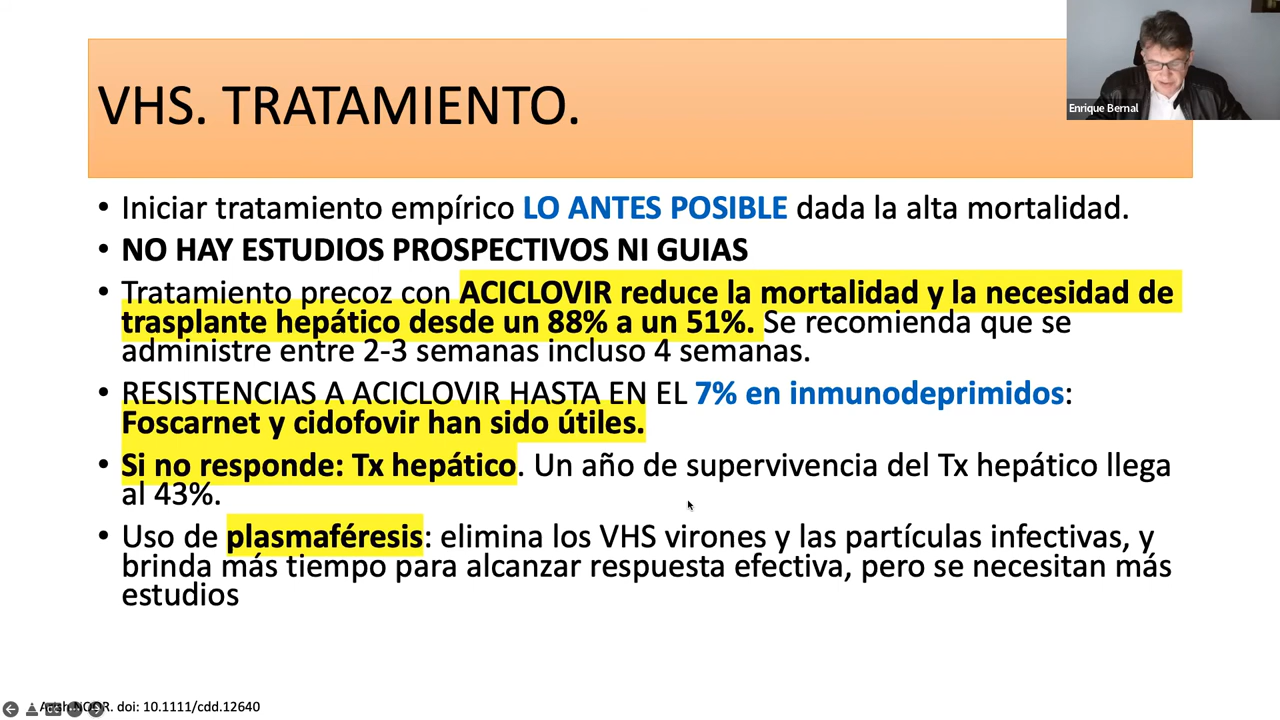 VHS. TRATAMIENTO.
Enrique Bernal
• Iniciar tratamiento empírico LO ANTES POSIBLE dada la alta mortalidad.
• NO HAY ESTUDIOS PROSPECTIVOS NI GUIAS
• Tratamiento precoz con ACICLOVIR reduce la mortalidad y la necesidad de
trasplante hepático desde un 88% a un 51%. Se recomienda que se
administre entre 2-3 semanas incluso 4 semanas.
• RESISTENCIAS A ACICLOVIR HASTA EN EL 7% en inmunodeprimidos:
Foscarnet y cidofovir han sido útiles.
• Si no responde: Tx hepático. Un año de supervivencia del Tx hepático llega
al 43%.
• Uso de plasmaféresis: elimina los VHS virones y las partículas infectivas, y
brinda más tiempo para alcanzar respuesta efectiva, pero se necesitan más
estudios
doi: 10.1111/cdd.12640